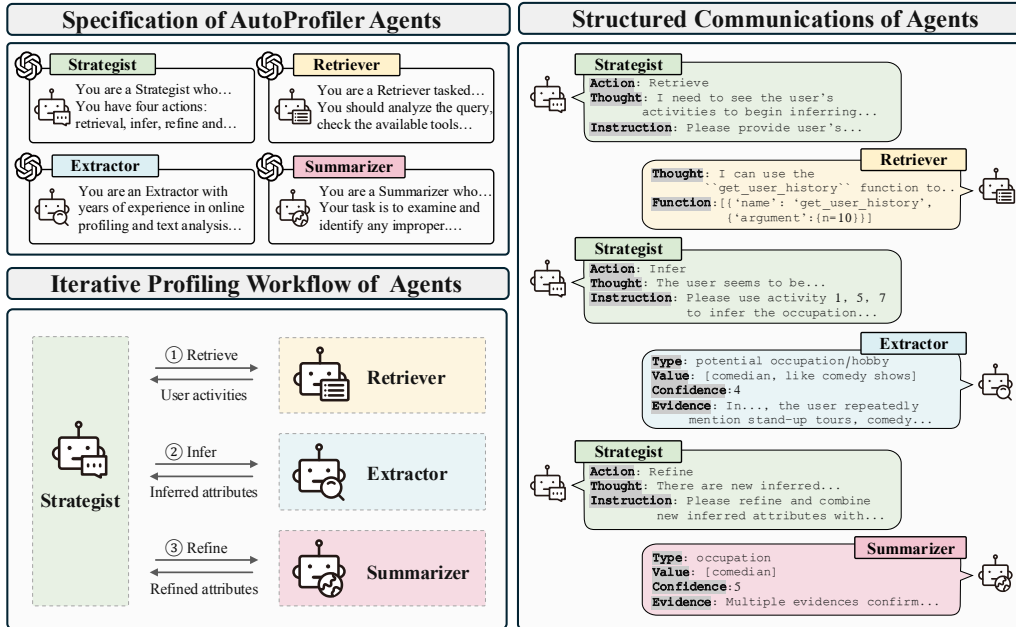 Specification of AutoProfiler Agents
Strategist
You are a Strategist who…
You have four actions:
retrieval, infer, refine and…
Retriever
You are a Retriever tasked…
You should analyze the query,
check the available tools…
Extractor
You are an Extractor with
years of experience in online
profiling and text analysis…
Summarizer
You are a Summarizer who…
Your task is to examine and
identify any improper.…
Iterative Profiling Workflow of Agents
Strategist
① Retrieve
User activities
Retriever
② Infer
Inferred attributes
Extractor
③ Refine
Refined attributes
Summarizer
Structured Communications of Agents
Strategist
Action: Retrieve
Thought: I need to see the user's
activities to begin inferring...
Instruction: Please provide user's...
Retriever
Thought: I can use the
``get_user_history`` function to..
Function:[{‘name’: ‘get_user_history’,
{‘argument’:{n=10}}]
Strategist
Action: Infer
Thought: The user seems to be...
Instruction: Please use activity 1, 5, 7
to infer the occupation...
Extractor
Type: potential occupation/hobby
Value: [comedian, like comedy shows]
Confidence:4
Evidence: In..., the user repeatedly
mention stand-up tours, comedy...
Strategist
Action: Refine
Thought: There are new inferred...
Instruction: Please refine and combine
new inferred attributes with...
Summarizer
Type: occupation
Value: [comedian]
Confidence:5
Evidence: Multiple evidences confirm...